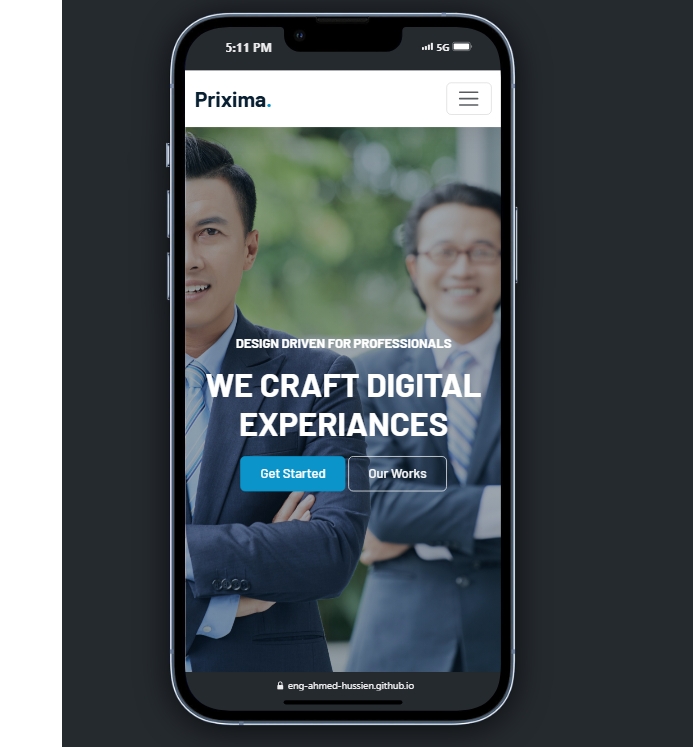 5:11 PM
5G
Prixima.
DESIGN DRIVEN FOR PROFESSIONALS
WE CRAFT DIGITAL
EXPERIANCES
Get Started
Our Works
eng-ahmed-hussien.github.io